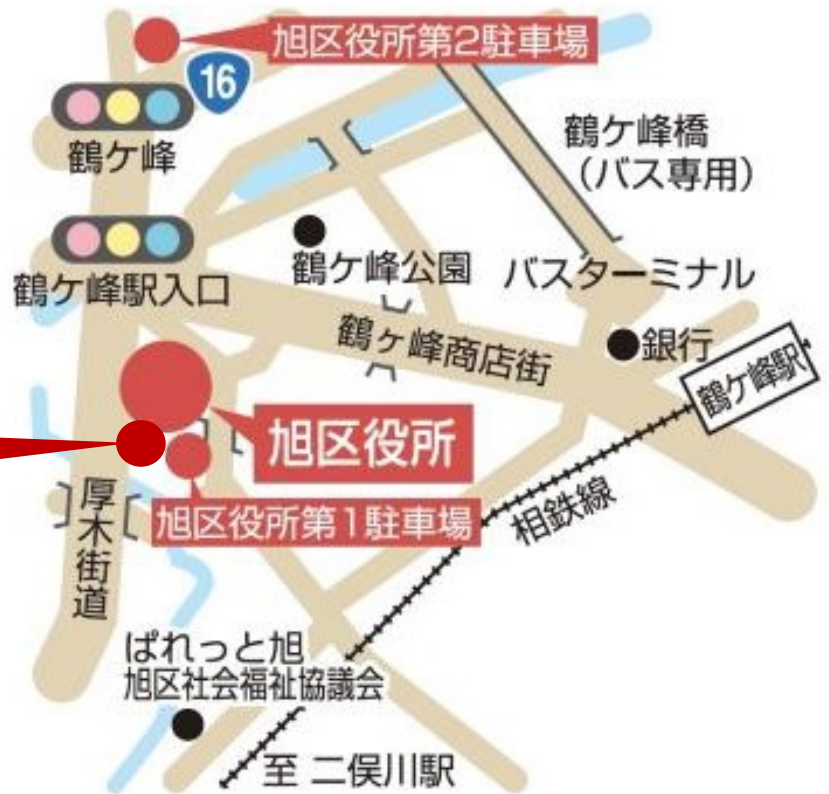 旭区役所第2駐車場
16
鶴ケ峰
鶴ケ峰橋
（バス専用）
鶴ケ峰駅入口
鶴ケ峰公園
バスターミナル
鶴ヶ峰商店街
銀行
鶴ケ峰駅
旭区役所
旭区役所第1駐車場
厚木街道
相鉄線
ぱれっと旭
旭区社会福祉協議会
至 二俣川駅